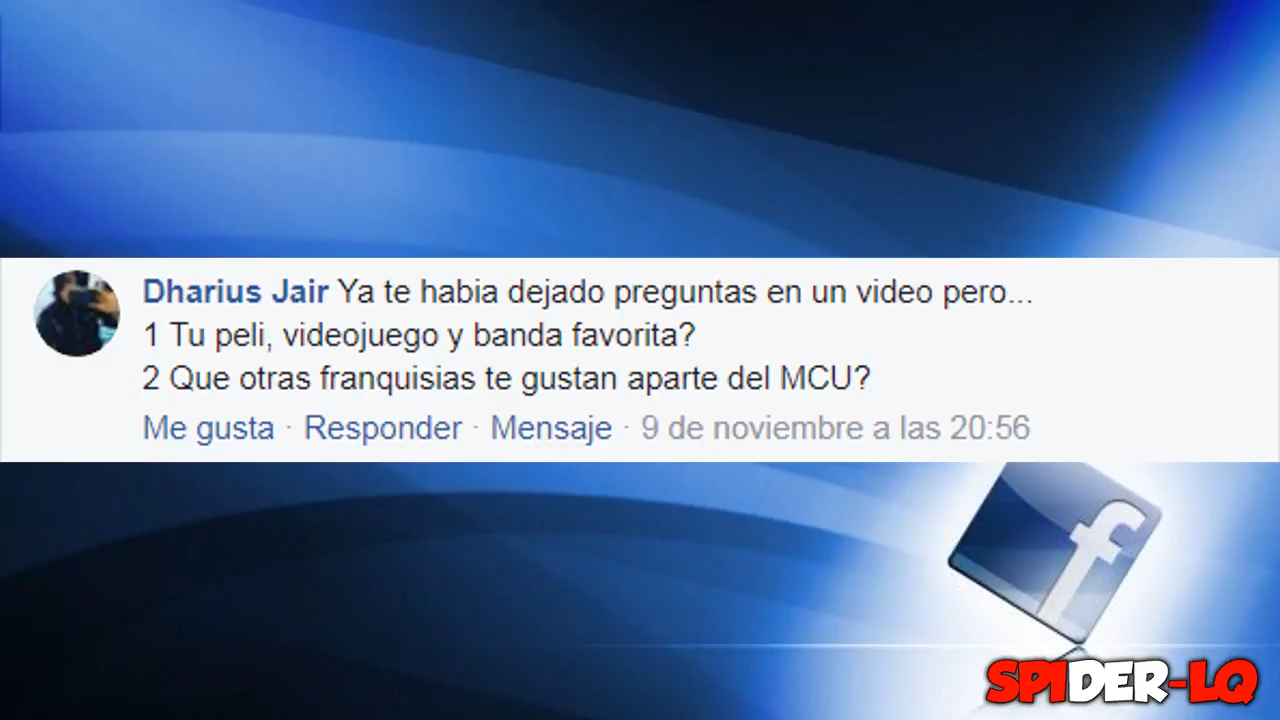 Dharius Jair Ya te habia dejado preguntas en un video pero...
1 Tu peli, videojuego y banda favorita?
2 Que otras franquisias te gustan aparte del MCU?
Me gusta · Responder · Mensaje · 9 de noviembre a las 20:56
f
SPIDER-LQ